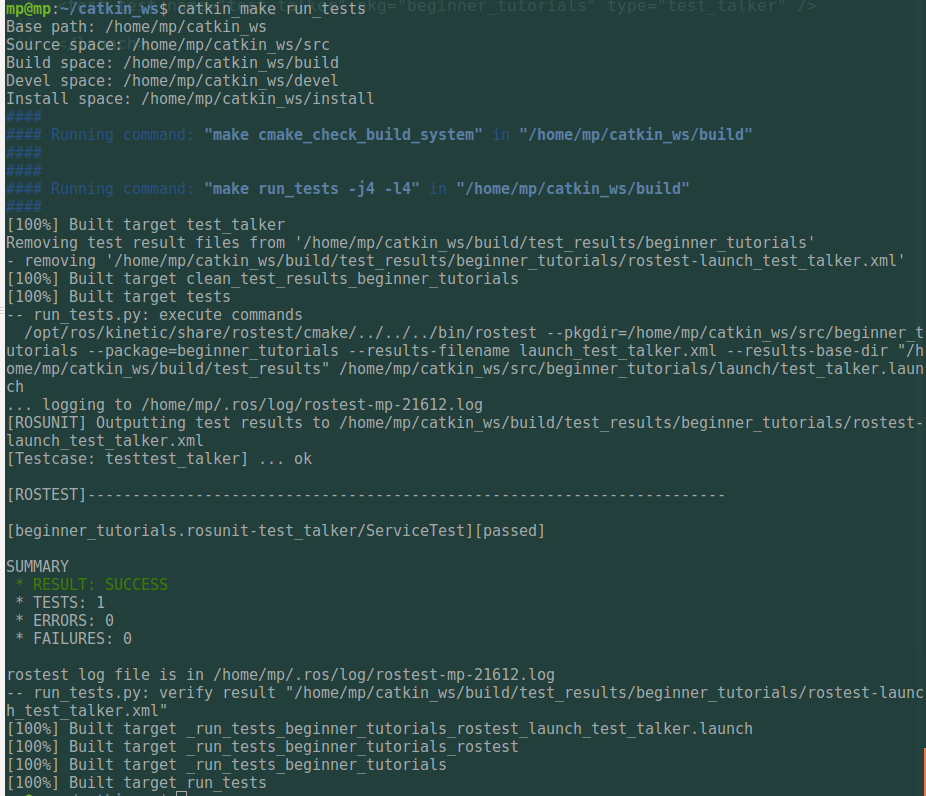 mp@mp:~/catkin_ws$ catkin_make run_tests
Base path: /home/mp/catkin_ws
Source space: /home/mp/catkin_ws/src
Build space: /home/mp/catkin_ws/build
Devel space: /home/mp/catkin_ws/devel
Install space: /home/mp/catkin_ws/install
####
#### Running command: "make cmake_check_build_system" in "/home/mp/catkin_ws/build"
####
####
#### Running command: "make run_tests -j4 -l4" in "/home/mp/catkin_ws/build"
####
[100%] Built target test_talker
Removing test result files from '/home/mp/catkin_ws/build/test_results/beginner_tutorials'
- removing '/home/mp/catkin_ws/build/test_results/beginner_tutorials/rostest-launch_test_talker.xml'
[100%] Built target clean_test_results_beginner_tutorials
[100%] Built target tests
-- run_tests.py: execute commands
  /opt/ros/kinetic/share/rostest/cmake/../../../bin/rostest --pkgdir=/home/mp/catkin_ws/src/beginner_t
utorials --package=beginner_tutorials --results-filename launch_test_talker.xml --results-base-dir "/h
ome/mp/catkin_ws/build/test_results" /home/mp/catkin_ws/src/beginner_tutorials/launch/test_talker.laun
ch
... logging to /home/mp/.ros/log/rostest-mp-21612.log
[ROSUNIT] Outputting test results to /home/mp/catkin_ws/build/test_results/beginner_tutorials/rostest-
launch_test_talker.xml
[Testcase: testtest_talker] ... ok
[ROSTEST]-----------------------------------------------------------------------
[beginner_tutorials.rosunit-test_talker/ServiceTest][passed]
SUMMARY
 * RESULT: SUCCESS
 * TESTS: 1
 * ERRORS: 0
 * FAILURES: 0
rostest log file is in /home/mp/.ros/log/rostest-mp-21612.log
-- run_tests.py: verify result "/home/mp/catkin_ws/build/test_results/beginner_tutorials/rostest-launc
h_test_talker.xml"
[100%] Built target _run_tests_beginner_tutorials_rostest_launch_test_talker.launch
[100%] Built target _run_tests_beginner_tutorials_rostest
[100%] Built target _run_tests_beginner_tutorials
[100%] Built target run_tests